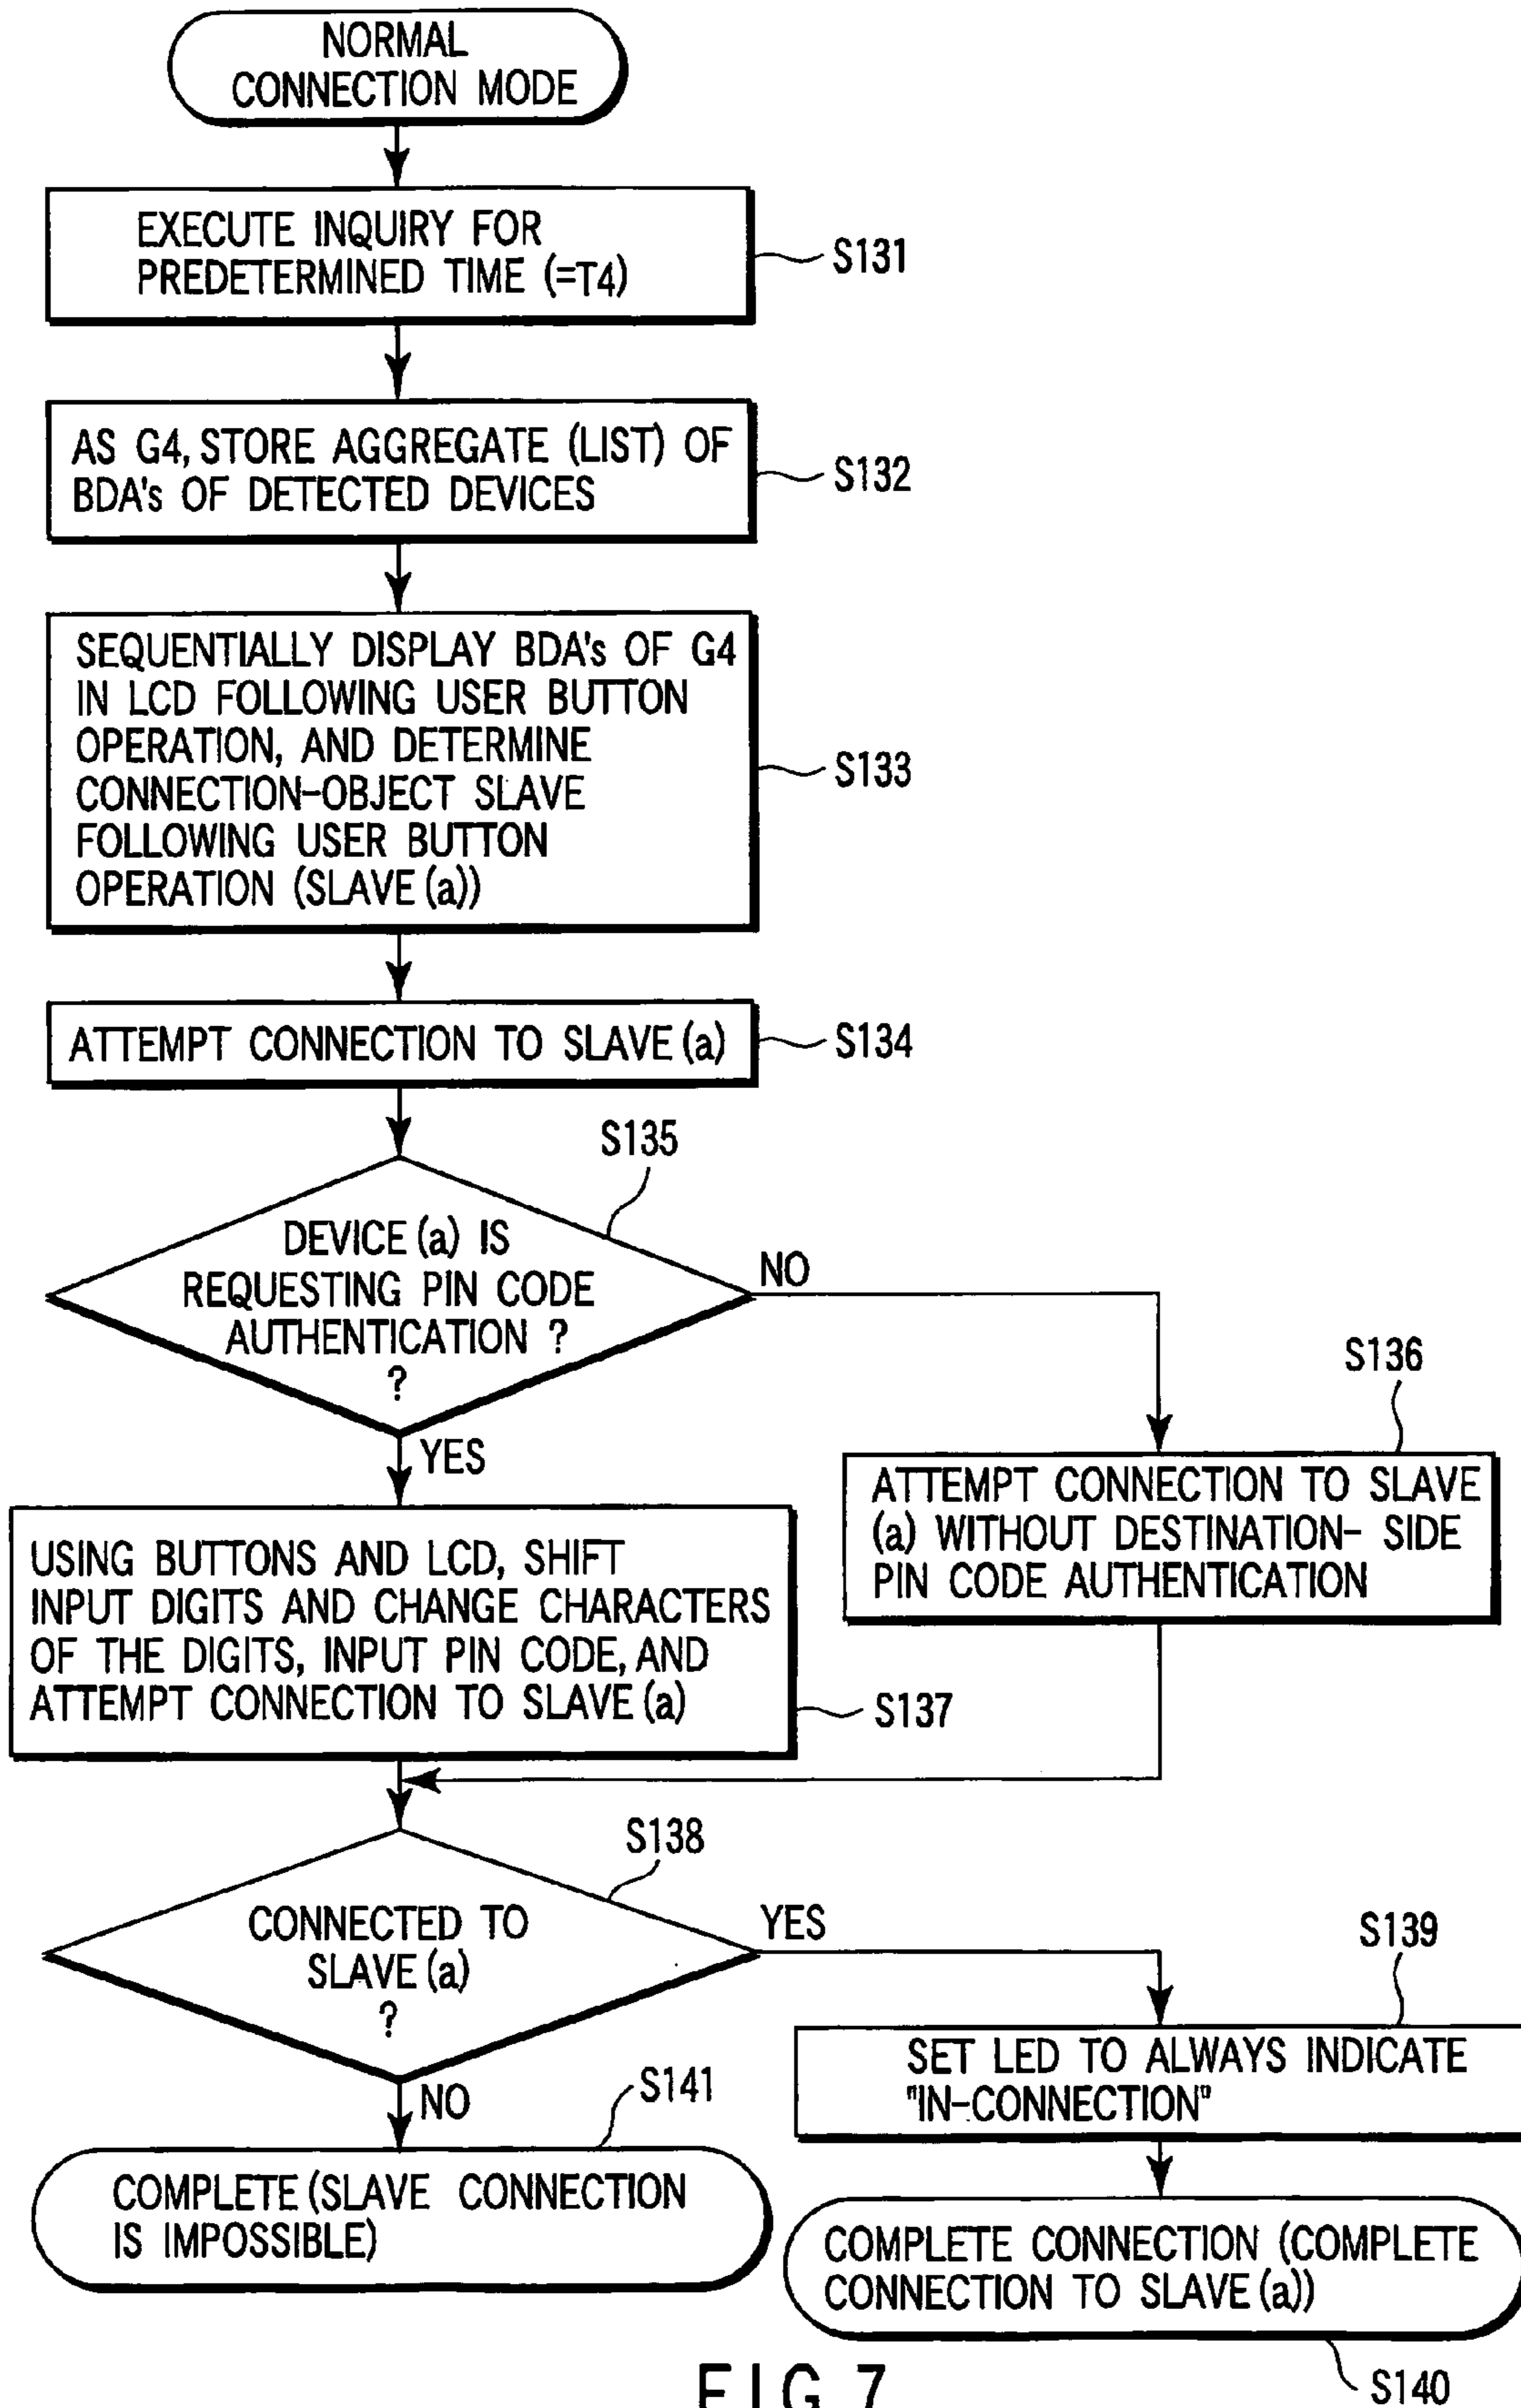 NORMAL
CONNECTION MODE
EXECUTE INQUIRY FOR
PREDETERMINED TIME (=T4)
S131
AS G4, STORE AGGREGATE (LIST) OF
BDA's OF DETECTED DEVICES
S132
SEQUENTIALLY DISPLAY BDA's OF G4
IN LCD FOLLOWING USER BUTTON
OPERATION, AND DETERMINE
CONNECTION-OBJECT SLAVE
FOLLOWING USER BUTTON
OPERATION (SLAVE (a))
S133
ATTEMPT CONNECTION TO SLAVE (a)
S134
S135
DEVICE (a) IS
REQUESTING PIN CODE
AUTHENTICATION ?
?
NO
YES
S136
ATTEMPT CONNECTION TO SLAVE
(a) WITHOUT DESTINATION- SIDE
PIN CODE AUTHENTICATION
USING BUTTONS AND LCD, SHIFT
INPUT DIGITS AND CHANGE CHARACTERS
OF THE DIGITS, INPUT PIN CODE, AND
ATTEMPT CONNECTION TO SLAVE (a)
S137
S138
CONNECTED TO
SLAVE (a)
?
YES
NO
S139
SET LED TO ALWAYS INDICATE
"IN-CONNECTION"
S141
COMPLETE (SLAVE CONNECTION
IS IMPOSSIBLE)
COMPLETE CONNECTION (COMPLETE
CONNECTION TO SLAVE (a))
S140
FIG. 7